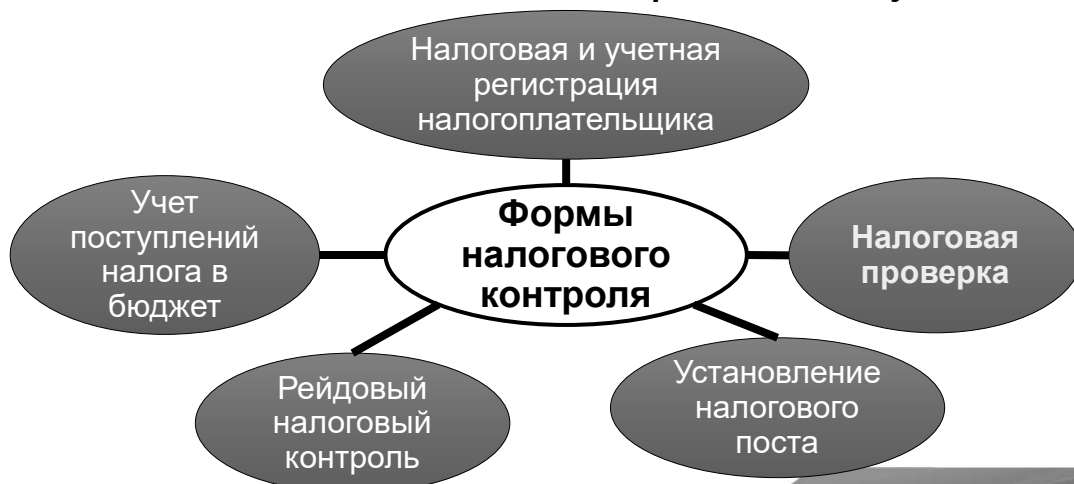 Налоговая и учетная
регистрация
налогоплательщика
Учет
поступлений
налога в
бюджет
Формы
налогового
контроля
Налоговая
проверка
Рейдовый
налоговый
контроль
Установление
налогового
поста